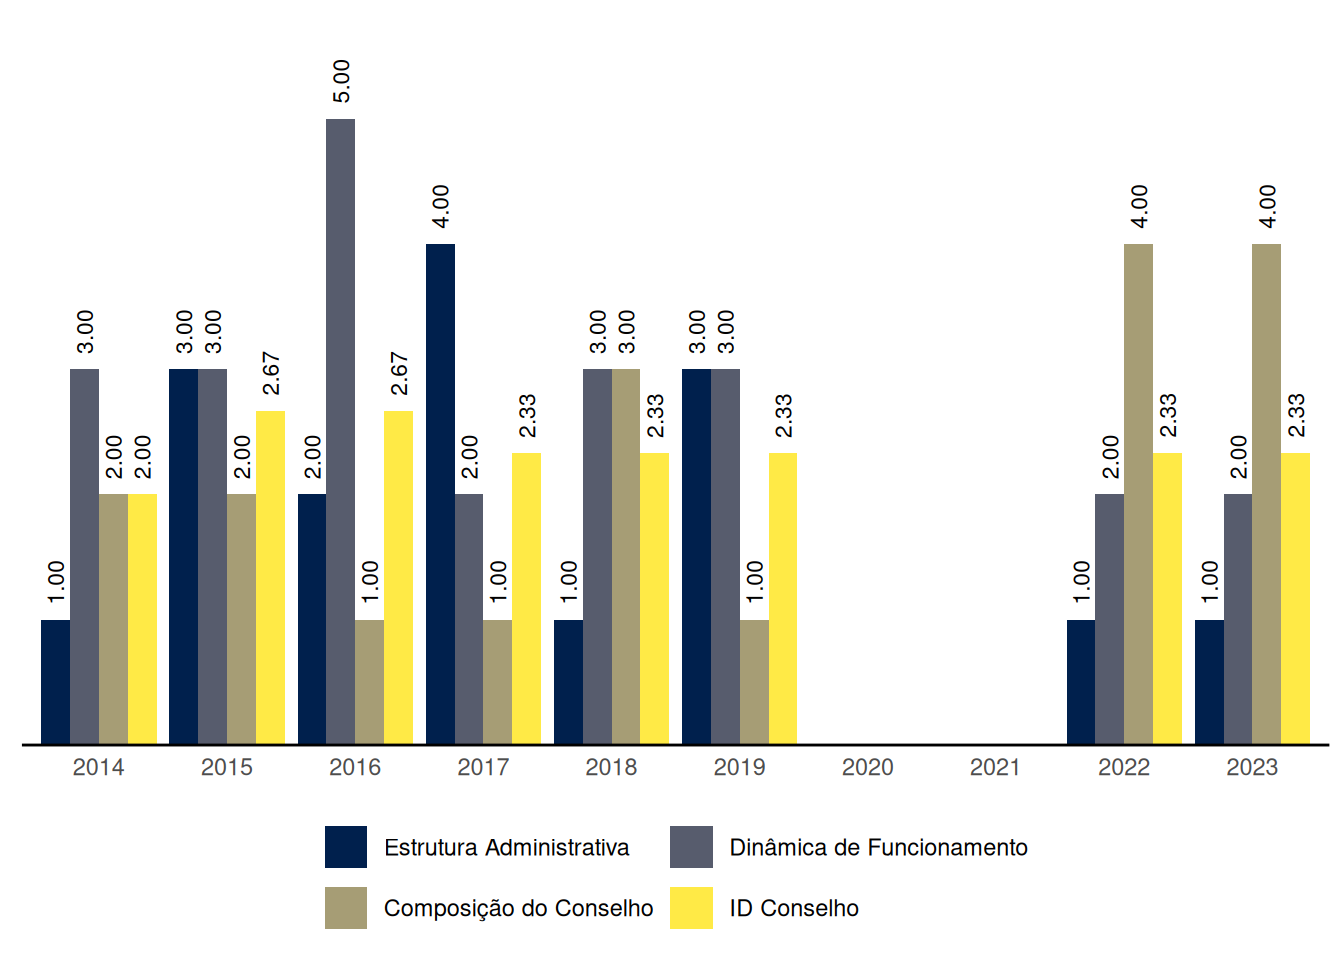 5.00
4.00 4.00 4.00
3.00 3.00 3.00 3.00 3.00 3.00 3.00
2.67 2.67
2.33 2.33 2.33 2.33 2.33
2.00 2.00 2.00 2.00 2.00 2.00 2.00
1.00 1.00 1.00 1.00 1.00 1.00 1.00
2014 2015 2016 2017 2018 2019 2020 2021 2022 2023
Estrutura Administrativa Dinâmica de Funcionamento
Composição do Conselho ID Conselho